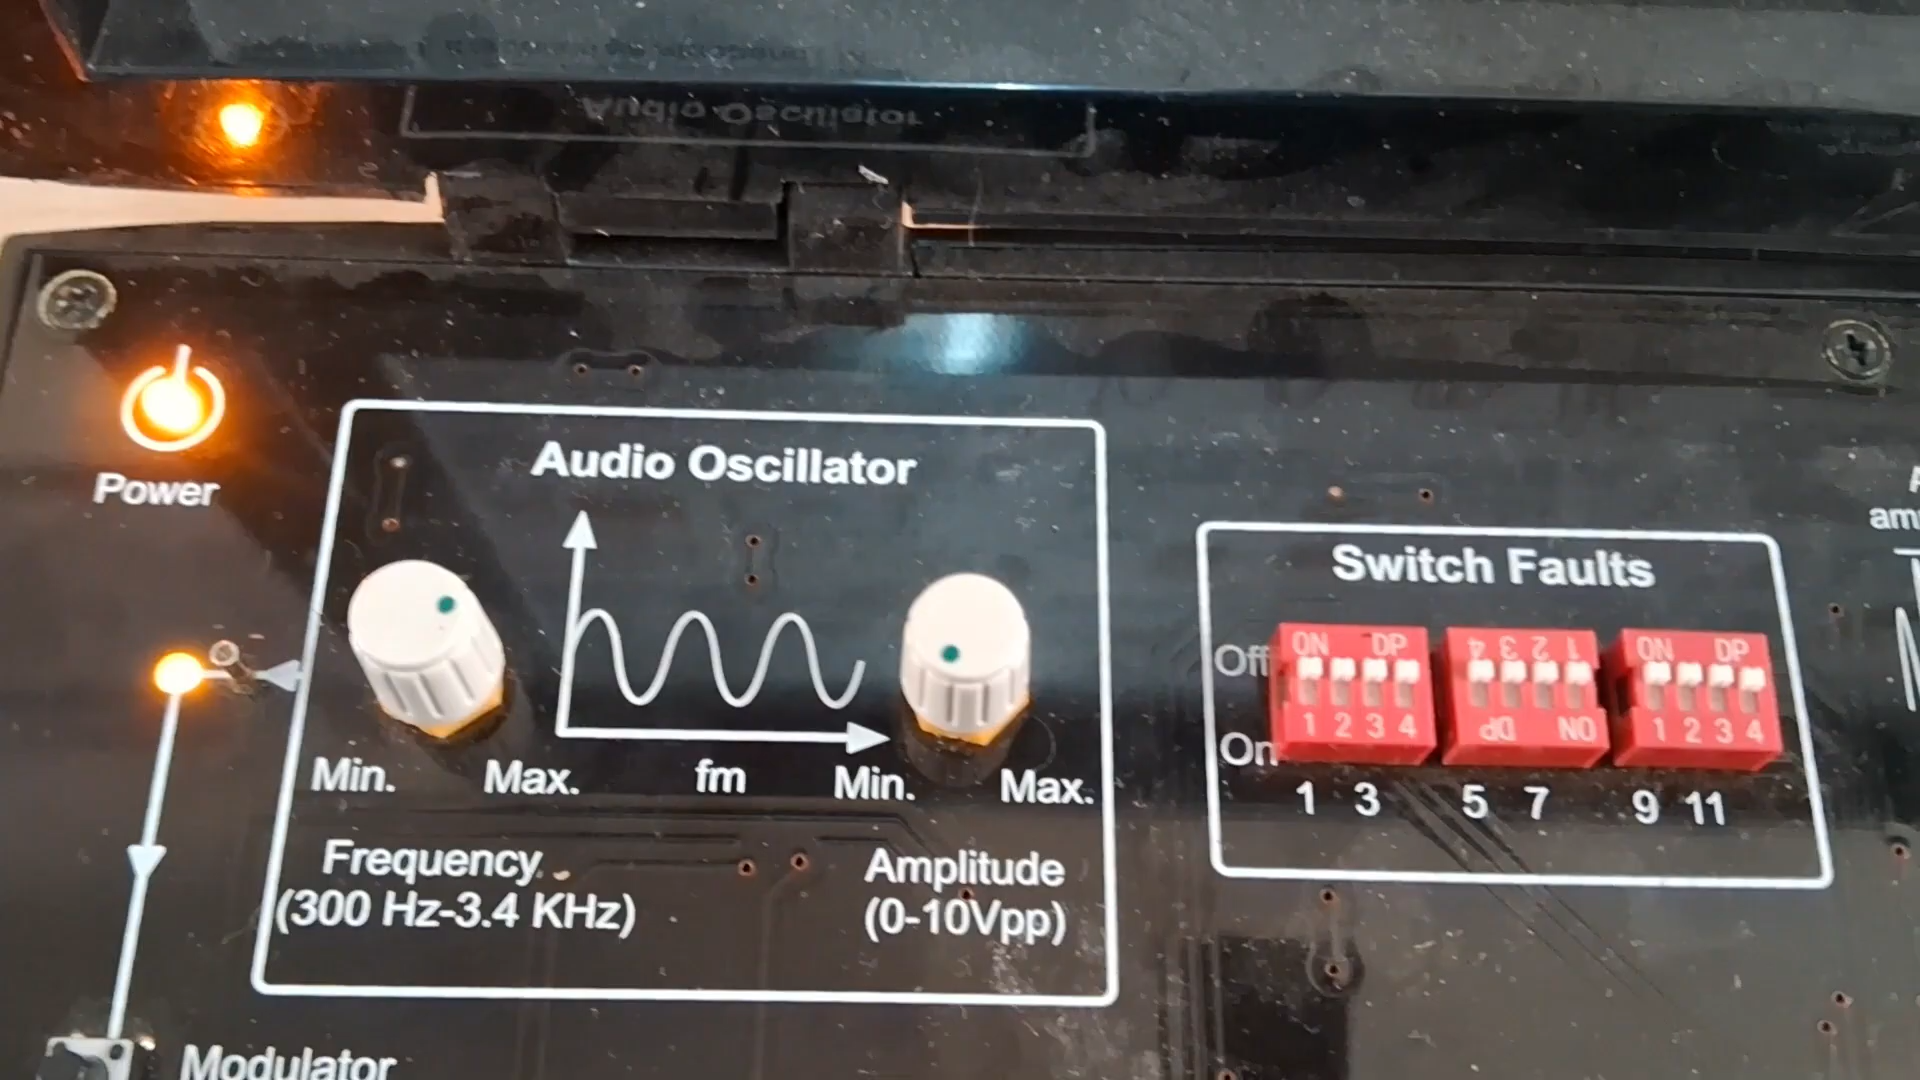 Audio Oscillator
Power
Audio Oscillator
fm
Min.
Max.
Frequency
(300 Hz-3.4 KHz)
Min.
Max.
Amplitude
(0-10Vpp)
Switch Faults
Off
On
ON DP
1 2 3 4
4 3 2 1
DP ON
ON DP
1 2 3 4
1 3 5 7 9 11
Modulator